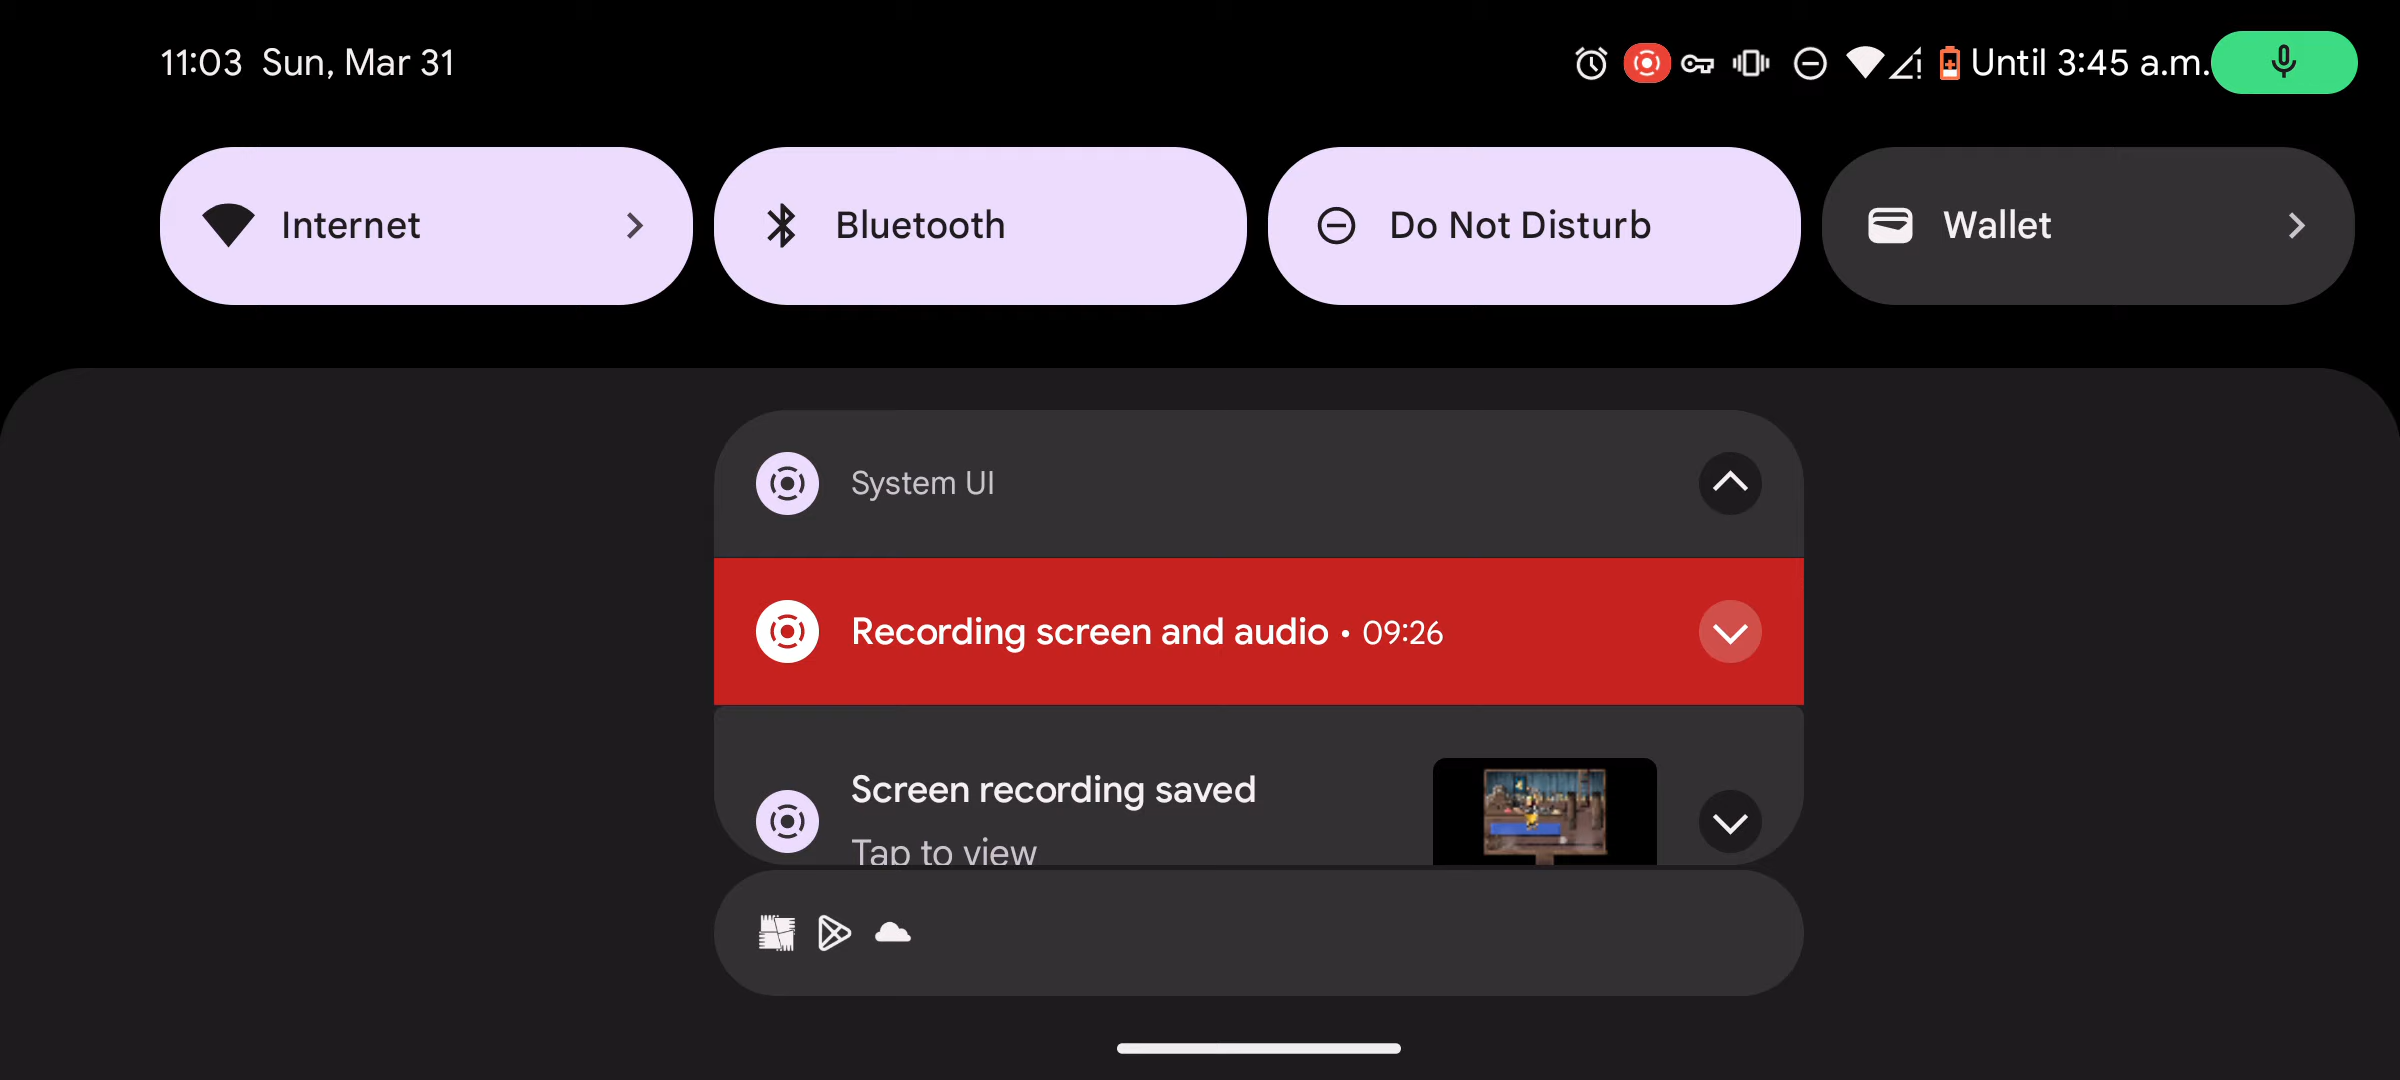 11:03 Sun, Mar 31
Until 3:45 a.m.
Internet
Bluetooth
Do Not Disturb
Wallet
System UI
Recording screen and audio • 09:26
Screen recording saved
Tap to view